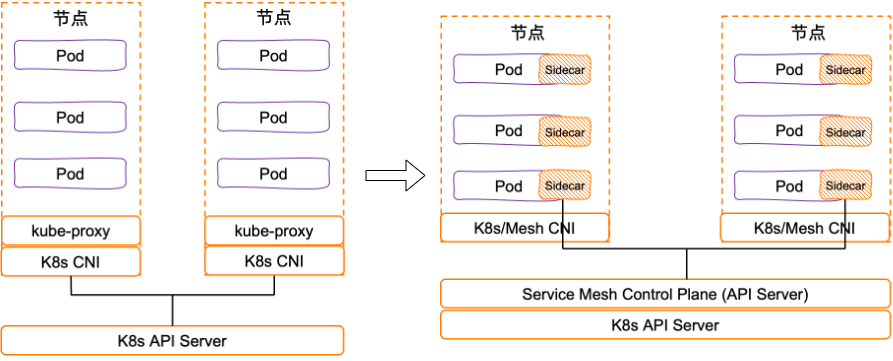 节点
Pod
Pod
Pod
kube-proxy
K8s CNI
节点
Pod
Pod
Pod
kube-proxy
K8s CNI
K8s API Server
节点
Pod Sidecar
Pod Sidecar
Pod Sidecar
K8s/Mesh CNI
节点
Pod Sidecar
Pod Sidecar
Pod Sidecar
K8s/Mesh CNI
Service Mesh Control Plane (API Server)
K8s API Server